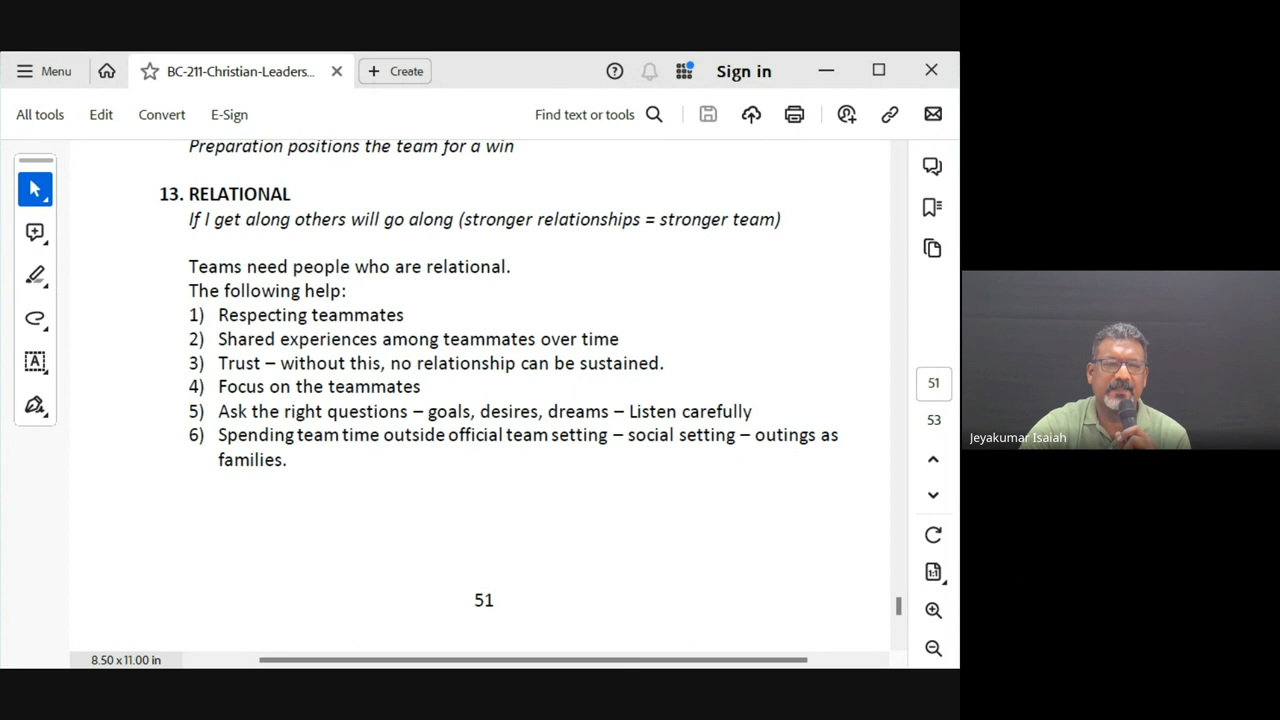 Menu
BC-211-Christian-Leaders...
Create
Sign in
All tools
Edit
Convert
E-Sign
Find text or tools
Preparation positions the team for a win
13. RELATIONAL
If I get along others will go along (stronger relationships = stronger team)
Teams need people who are relational.
The following help:
1) Respecting teammates
2) Shared experiences among teammates over time
3) Trust – without this, no relationship can be sustained.
4) Focus on the teammates
5) Ask the right questions – goals, desires, dreams – Listen carefully
6) Spending team time outside official team setting – social setting – outings as
families.
51
8.50 x 11.00 in
51
53
1:1
Jeyakumar Isaiah